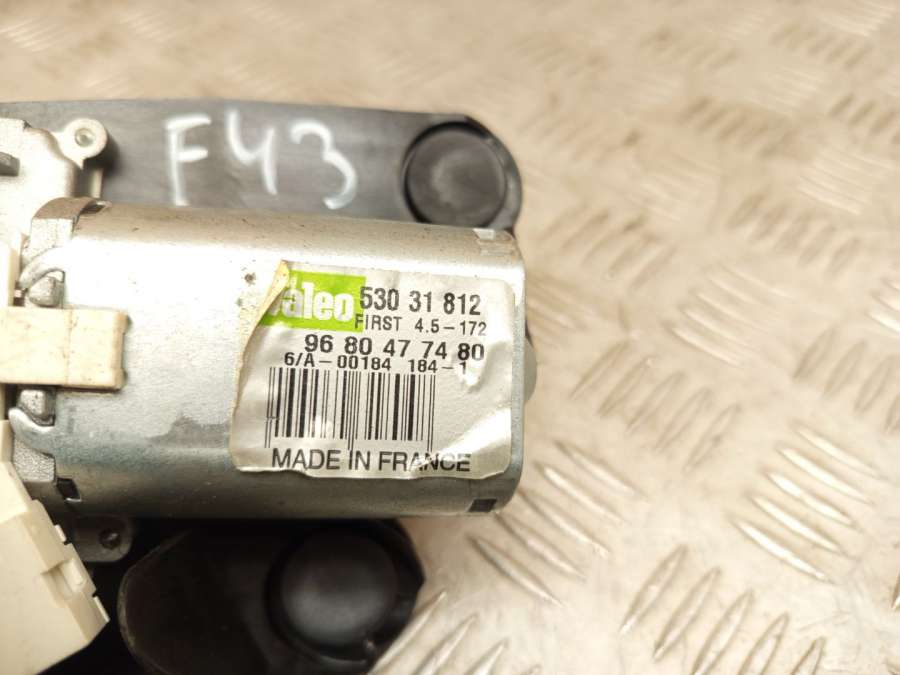 F43
Valeo 530 31 812
FIRST 4.5-172
96 80 47 74 80
6/A-00184 184-1
MADE IN FRANCE